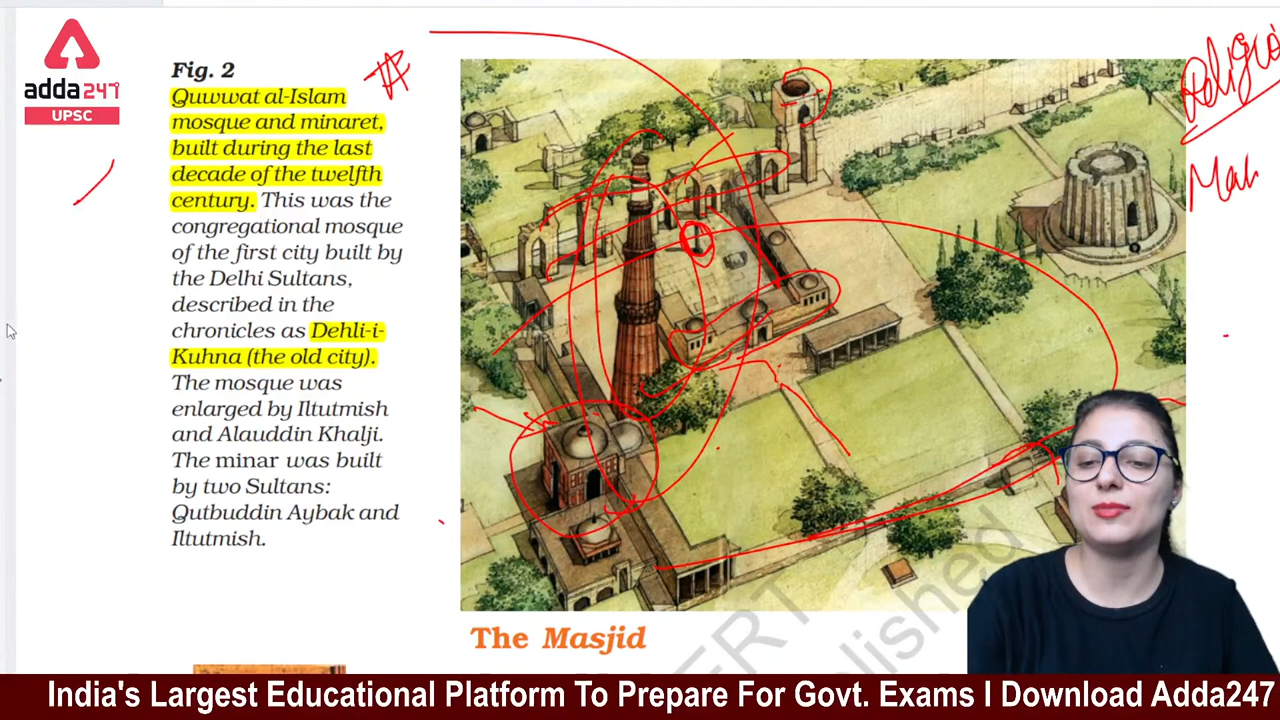 adda247
UPSC
Fig. 2
Quwwat al-Islam
mosque and minaret,
built during the last
decade of the twelfth
century. This was the
congregational mosque
of the first city built by
the Delhi Sultans,
described in the
chronicles as Dehli-i-
Kuhna (the old city).
The mosque was
enlarged by Iltutmish
and Alauddin Khalji.
The minar was built
by two Sultans:
Qutbuddin Aybak and
Iltutmish.
The Masjid
India's Largest Educational Platform To Prepare For Govt. Exams I Download Adda247